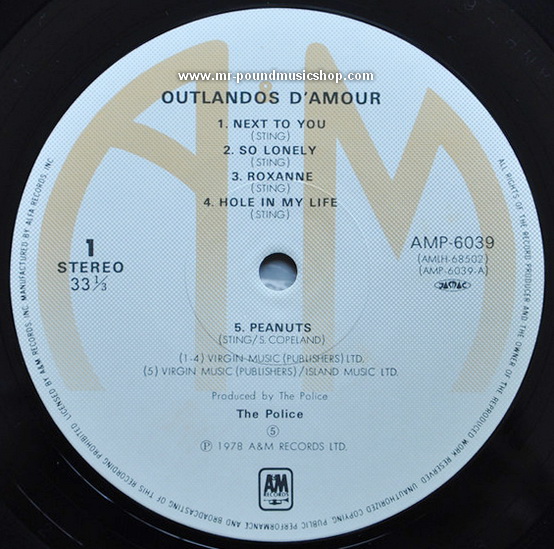 www.mr-poundmusicshop.com
OUTLANDOS D'AMOUR
1. NEXT TO YOU
(STING)
2. SO LONELY
(STING)
3. ROXANNE
(STING)
4. HOLE IN MY LIFE
(STING)
1
STEREO
33⅓
AMP-6039
(AMLH-68502)
(AMP-6039-A)
5. PEANUTS
(STING/S. COPELAND)
(1-4) VIRGIN MUSIC (PUBLISHERS) LTD.
(5) VIRGIN MUSIC (PUBLISHERS)/ISLAND MUSIC LTD.
Produced by The Police
The Police
5
Ⓟ 1978 A&M RECORDS LTD.
A&M
RECORDS
ALL RIGHTS OF THE RECORD PRODUCER AND THE OWNER OF THE REPRODUCED WORK RESERVED. UNAUTHORIZED COPYING, PUBLIC PERFORMANCE AND BROADCASTING OF THIS RECORDING PROHIBITED. LICENSED BY A&M RECORDS, INC. MANUFACTURED BY ALFA RECORDS, INC.